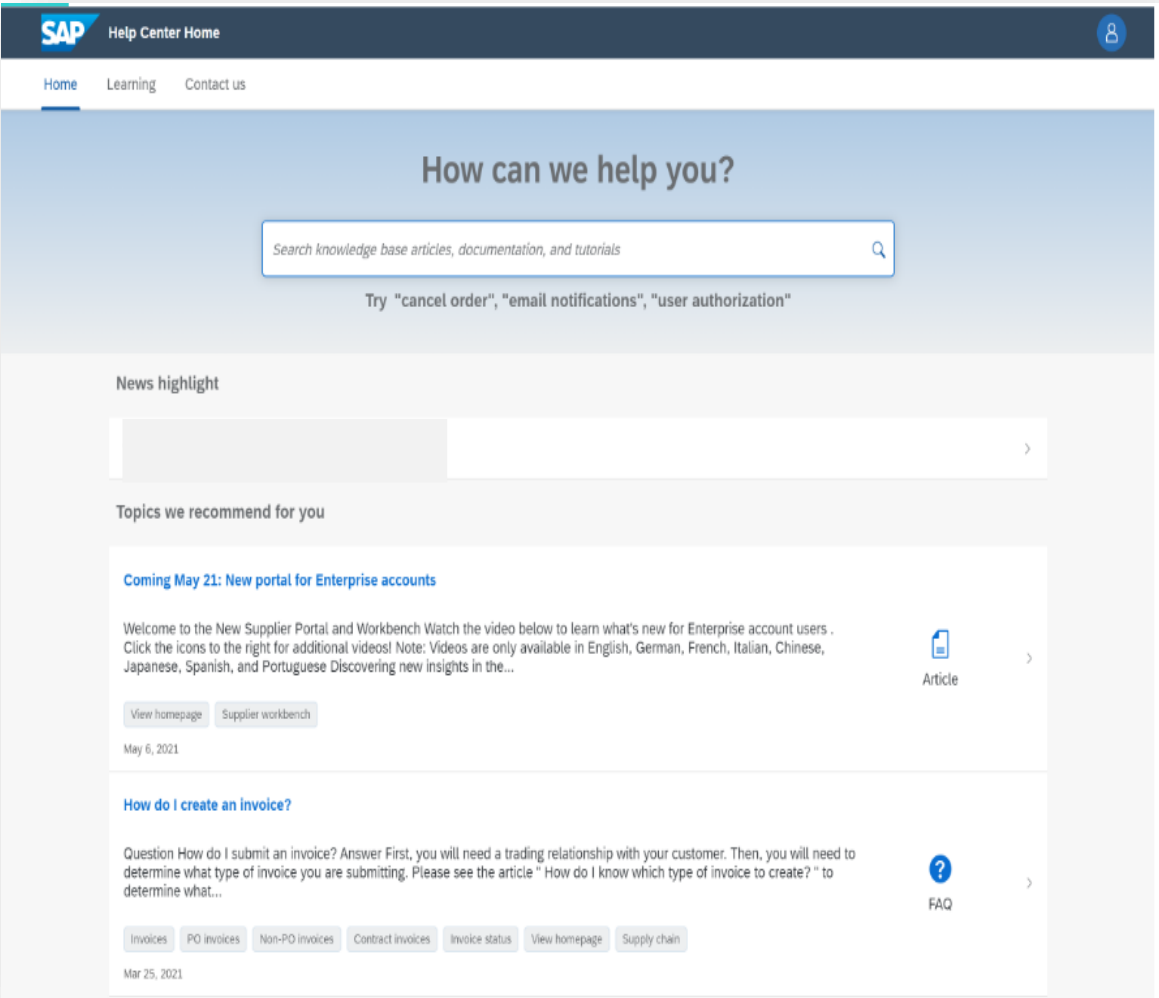 SAP Help Center Home
Home Learning Contact us
How can we help you?
Search knowledge base articles, documentation, and tutorials
Try "cancel order", "email notifications", "user authorization"
News highlight
Topics we recommend for you
Coming May 21: New portal for Enterprise accounts
Welcome to the New Supplier Portal and Workbench Watch the video below to learn what's new for Enterprise account users .
Click the icons to the right for additional videos! Note: Videos are only available in English, German, French, Italian, Chinese,
Japanese, Spanish, and Portuguese Discovering new insights in the...
Article
View homepage Supplier workbench
May 6, 2021
How do I create an invoice?
Question How do I submit an invoice? Answer First, you will need a trading relationship with your customer. Then, you will need to
determine what type of invoice you are submitting. Please see the article " How do I know which type of invoice to create? " to
determine what...
FAQ
Invoices PO invoices Non-PO invoices Contract invoices Invoice status View homepage Supply chain
Mar 25, 2021